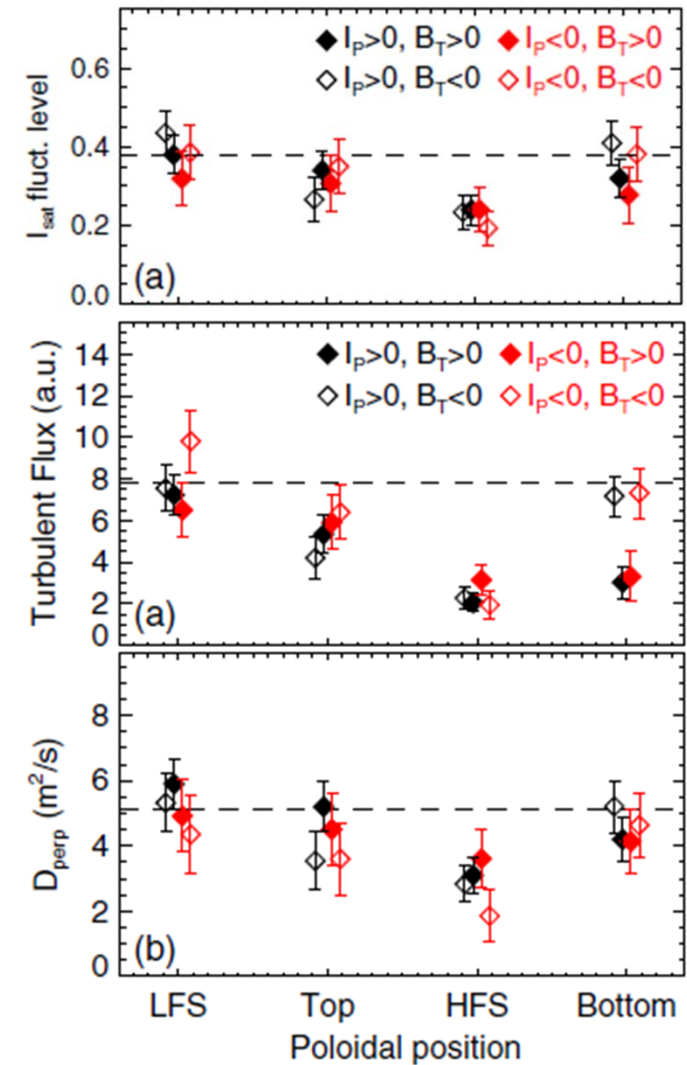 I_P>0, B_T>0 I_P<0, B_T>0
I_P>0, B_T<0 I_P<0, B_T<0
I_sat fluct. level
0.6
0.4
0.2
0.0
(a)
I_P>0, B_T>0 I_P<0, B_T>0
I_P>0, B_T<0 I_P<0, B_T<0
Turbulent Flux (a.u.)
14
12
10
8
6
4
2
0
(a)
D_perp (m²/s)
8
6
4
2
0
(b)
LFS Top HFS Bottom
Poloidal position